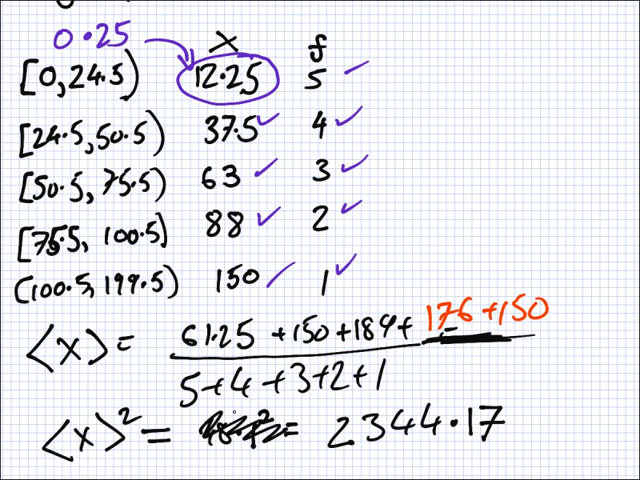 0.25
x f
[0,24.5) 12.25 5
[24.5,50.5) 37.5 4
[50.5,75.5) 63 3
[75.5,100.5] 88 2
(100.5,199.5) 150 1
⟨x⟩ = 61.25 +150+189+ 176+150
5+4+3+2+1
⟨x⟩² = = 2344.17